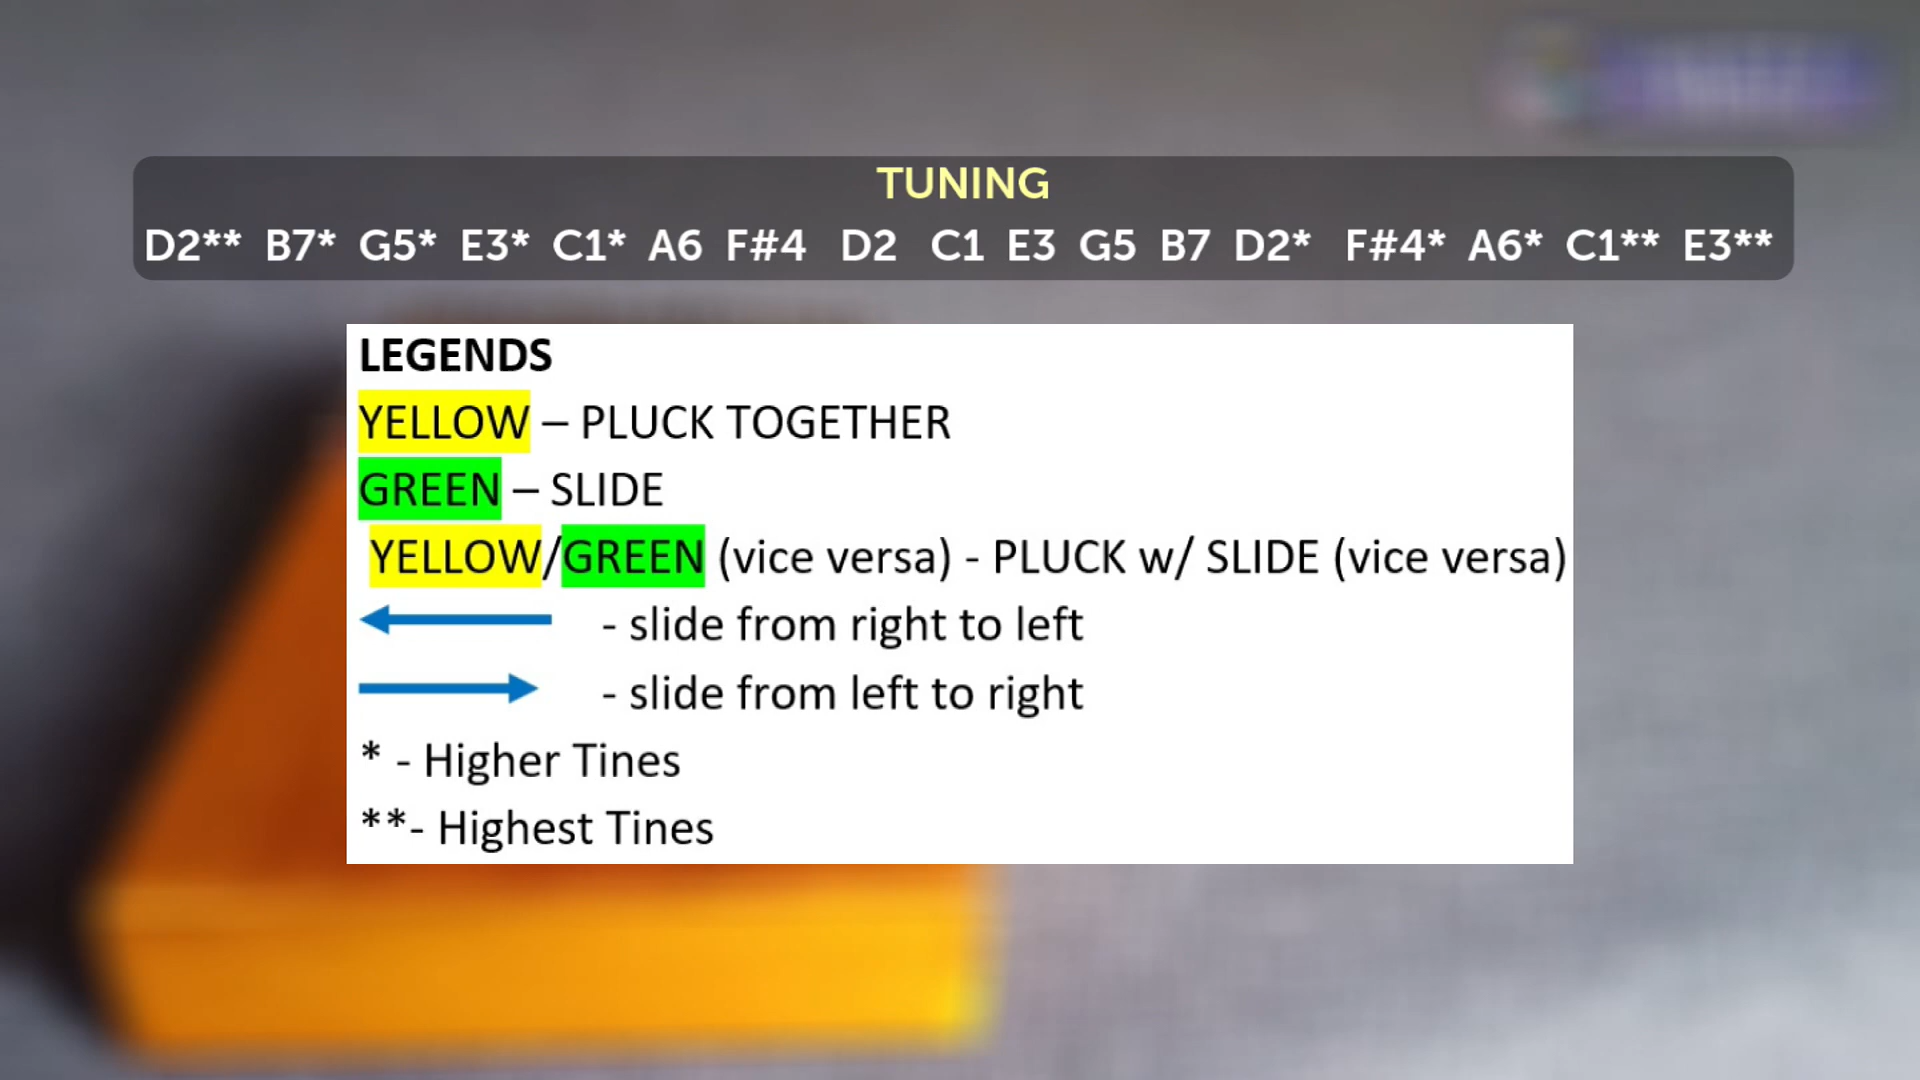 TUNING
D2** B7* G5* E3* C1* A6 F#4 D2 C1 E3 G5 B7 D2* F#4* A6* C1** E3**
LEGENDS
YELLOW – PLUCK TOGETHER
GREEN – SLIDE
YELLOW/GREEN (vice versa) - PLUCK w/ SLIDE (vice versa)
- slide from right to left
- slide from left to right
* - Higher Tines
**- Highest Tines